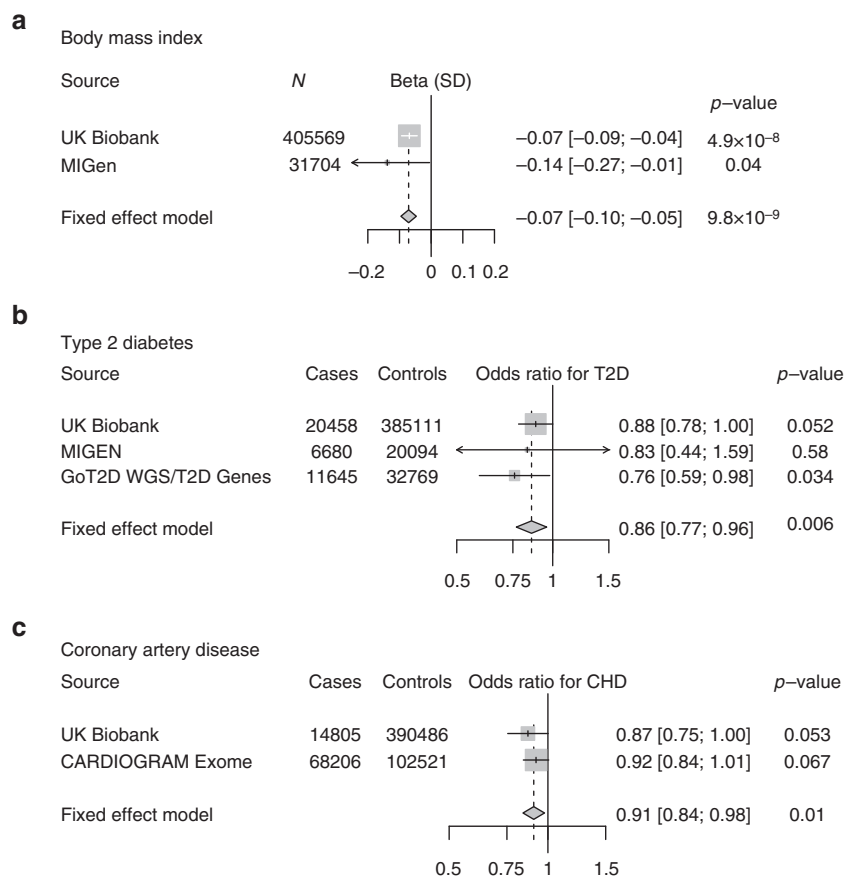 a
Body mass index
Source N Beta (SD)
p–value
UK Biobank 405569 −0.07 [−0.09; −0.04] 4.9×10⁻⁸
MIGen 31704 −0.14 [−0.27; −0.01] 0.04
Fixed effect model −0.07 [−0.10; −0.05] 9.8×10⁻⁹
−0.2 0 0.1 0.2
b
Type 2 diabetes
Source Cases Controls Odds ratio for T2D p–value
UK Biobank 20458 385111 0.88 [0.78; 1.00] 0.052
MIGEN 6680 20094 0.83 [0.44; 1.59] 0.58
GoT2D WGS/T2D Genes 11645 32769 0.76 [0.59; 0.98] 0.034
Fixed effect model 0.86 [0.77; 0.96] 0.006
0.5 0.75 1 1.5
c
Coronary artery disease
Source Cases Controls Odds ratio for CHD p–value
UK Biobank 14805 390486 0.87 [0.75; 1.00] 0.053
CARDIOGRAM Exome 68206 102521 0.92 [0.84; 1.01] 0.067
Fixed effect model 0.91 [0.84; 0.98] 0.01
0.5 0.75 1 1.5